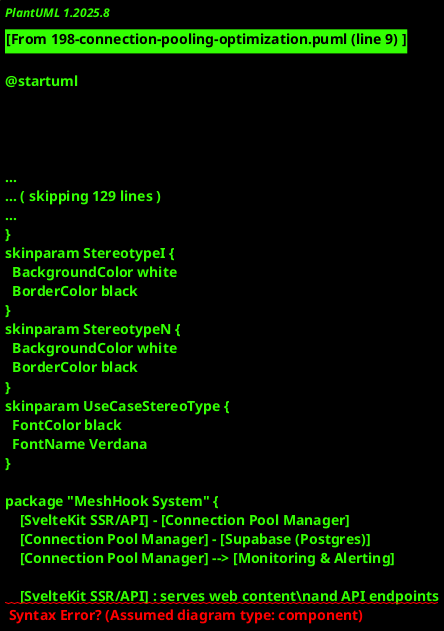 PlantUML 1.2025.8
[From 198-connection-pooling-optimization.puml (line 9) ]
@startuml
...
... ( skipping 129 lines )
...
}
skinparam StereotypeI {
  BackgroundColor white
  BorderColor black
}
skinparam StereotypeN {
  BackgroundColor white
  BorderColor black
}
skinparam UseCaseStereoType {
  FontColor black
  FontName Verdana
}
package "MeshHook System" {
    [SvelteKit SSR/API] - [Connection Pool Manager]
    [Connection Pool Manager] - [Supabase (Postgres)]
    [Connection Pool Manager] --> [Monitoring & Alerting]
    [SvelteKit SSR/API] : serves web content\nand API endpoints
 Syntax Error? (Assumed diagram type: component)